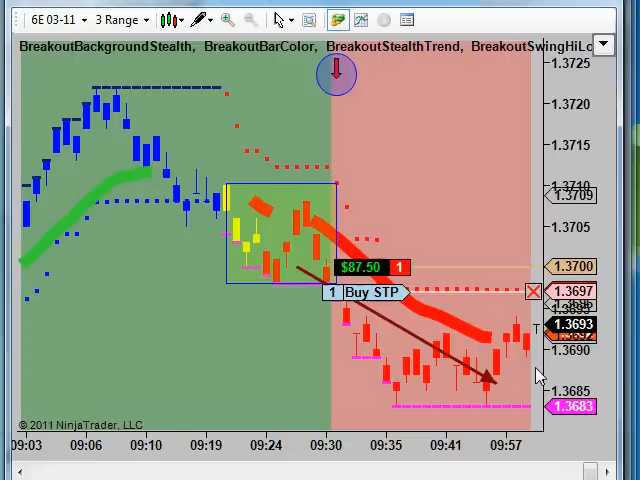 6E 03-11 3 Range
BreakoutBackgroundStealth, BreakoutBarColor, BreakoutStealthTrend, BreakoutSwingHiLo
1.3725
1.3720
1.3715
1.3710
1.3709
1.3705
$87.50 1
1.3700
1 Buy STP
1.3697
1.3693
1.3690
1.3685
1.3683
© 2011 NinjaTrader, LLC
T
09:03 09:06 09:10 09:19 09:24 09:30 09:35 09:41 09:57